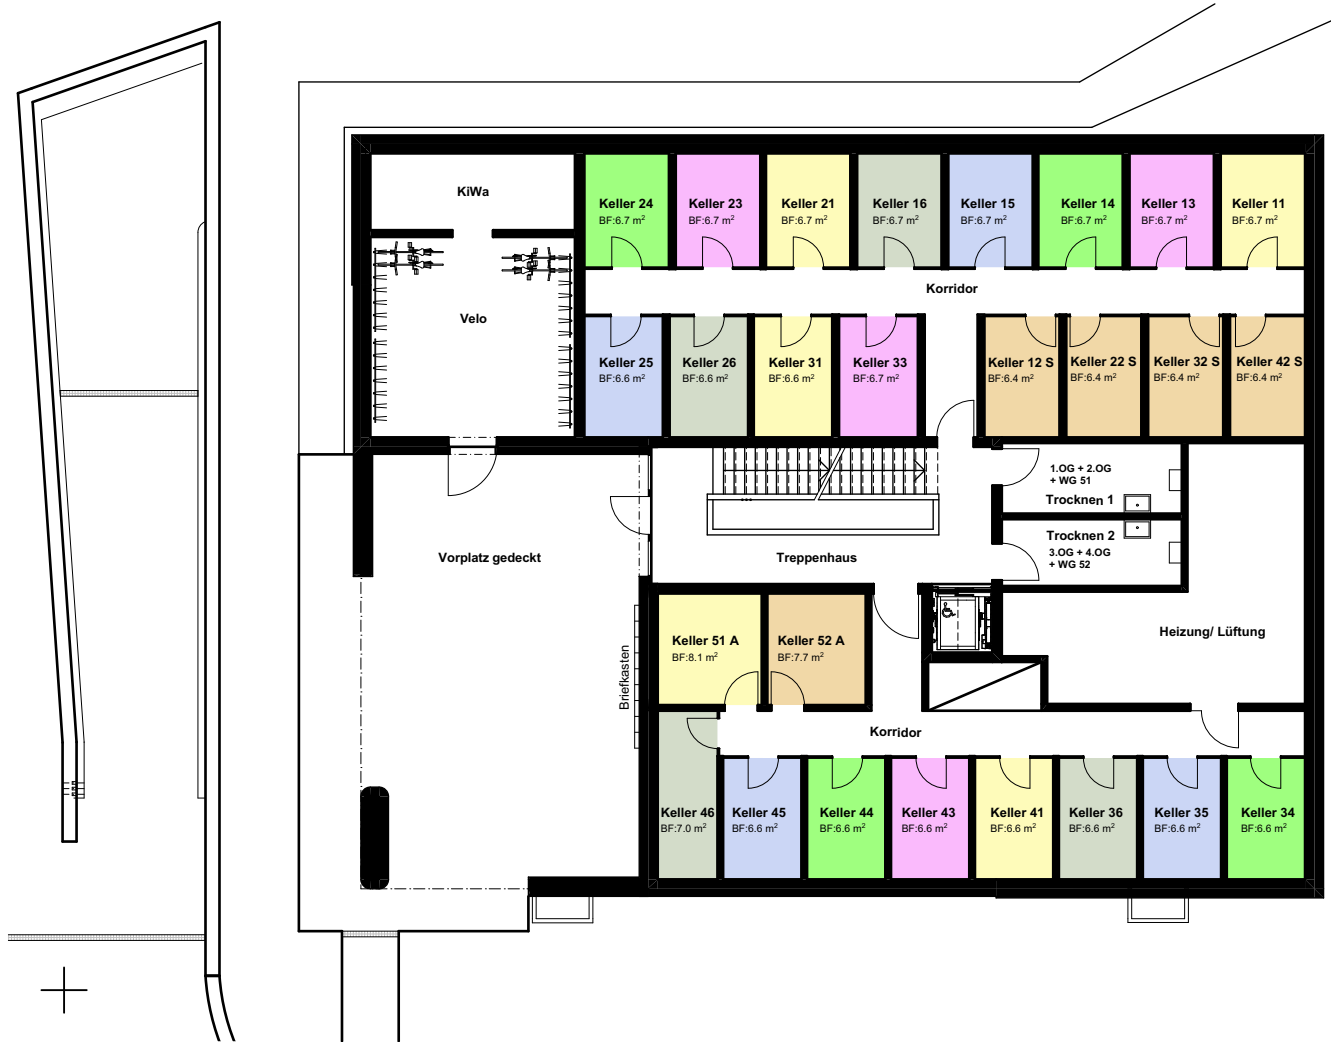 KiWa
Keller 24
BF:6.7 m²
Keller 23
BF:6.7 m²
Keller 21
BF:6.7 m²
Keller 16
BF:6.7 m²
Keller 15
BF:6.7 m²
Keller 14
BF:6.7 m²
Keller 13
BF:6.7 m²
Keller 11
BF:6.7 m²
Korridor
Velo
Keller 25
BF:6.6 m²
Keller 26
BF:6.6 m²
Keller 31
BF:6.6 m²
Keller 33
BF:6.7 m²
Keller 12 S
BF:6.4 m²
Keller 22 S
BF:6.4 m²
Keller 32 S
BF:6.4 m²
Keller 42 S
BF:6.4 m²
1.OG + 2.OG
+ WG 51
Trocknen 1
Trocknen 2
3.OG + 4.OG
+ WG 52
Vorplatz gedeckt
Treppenhaus
Heizung/ Lüftung
Briefkasten
Keller 51 A
BF:8.1 m²
Keller 52 A
BF:7.7 m²
Korridor
Keller 46
BF:7.0 m²
Keller 45
BF:6.6 m²
Keller 44
BF:6.6 m²
Keller 43
BF:6.6 m²
Keller 41
BF:6.6 m²
Keller 36
BF:6.6 m²
Keller 35
BF:6.6 m²
Keller 34
BF:6.6 m²